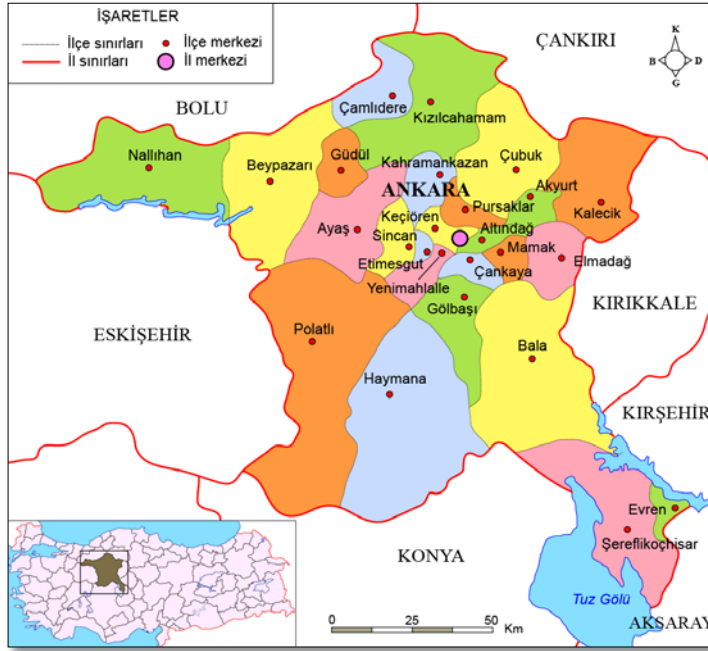 İŞARETLER
İlçe sınırları
İlçe merkezi
İl sınırları
İl merkezi
ÇANKIRI
K
B
D
G
BOLU
Çamlıdere
Kızılcahamam
Nallıhan
Beypazarı
Güdül
Kahramankazan
Çubuk
ANKARA
Akyurt
Kalecik
Pursaklar
Keçiören
Ayaş
Altındağ
Sincan
Mamak
Elmadağ
Etimesgut
Çankaya
Yenimahlalle
Gölbaşı
KIRIKKALE
ESKİŞEHİR
Polatlı
Bala
Haymana
KIRŞEHİR
Evren
Şereflikoçhisar
KONYA
Tuz Gölü
AKSARAY
0 25 50
Km